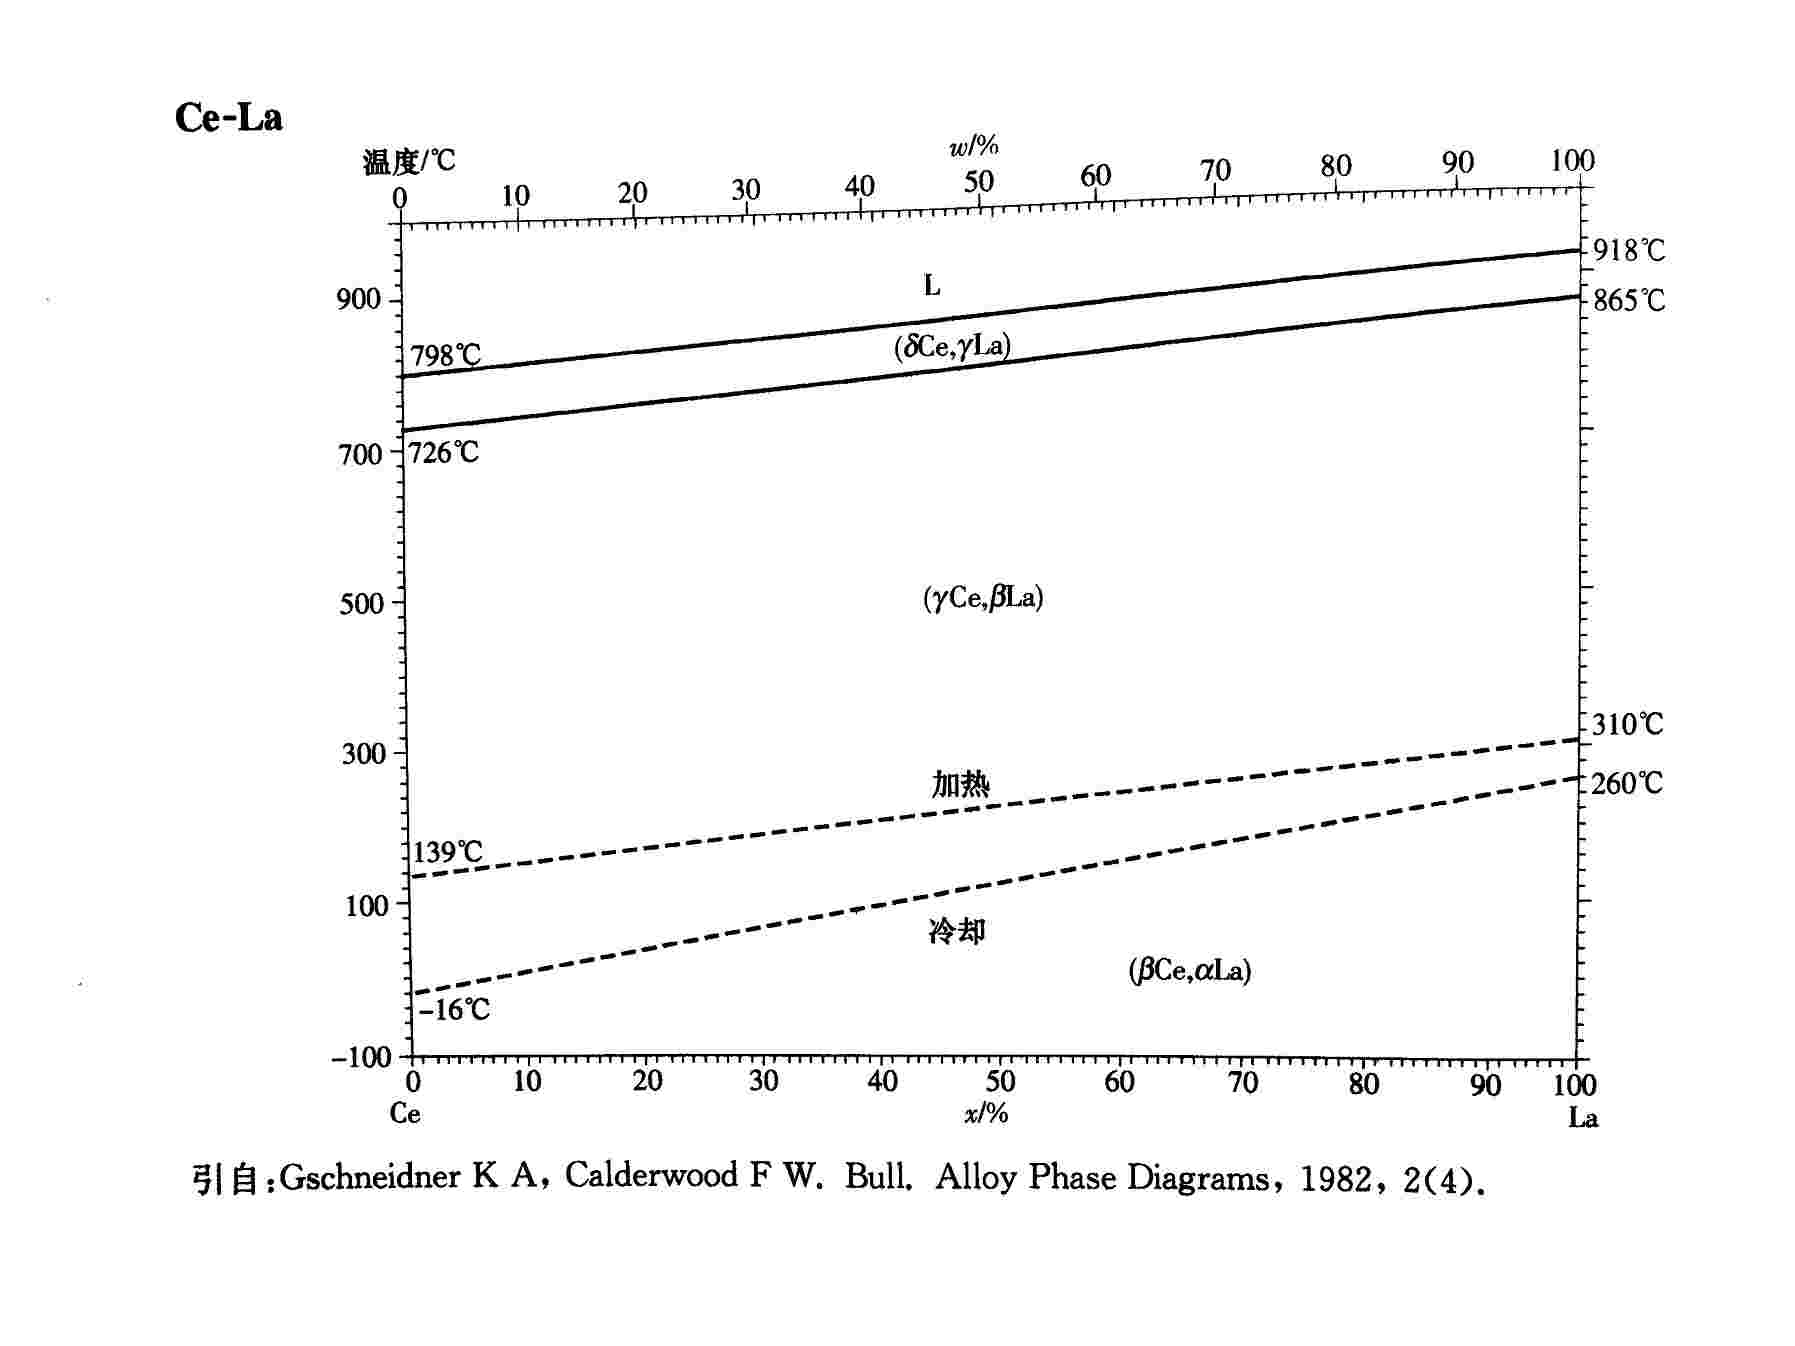 Ce-La
温度/℃
w/%
0 10 20 30 40 50 60 70 80 90 100
918℃
L
900
865℃
(δCe,γLa)
798℃
700
726℃
500
(γCe,βLa)
310℃
300
加热
260℃
139℃
100
冷却
(βCe,αLa)
-16℃
-100
0 10 20 30 40 50 60 70 80 90 100
Ce x/% La
引自:Gschneidner K A, Calderwood F W. Bull. Alloy Phase Diagrams, 1982, 2(4).